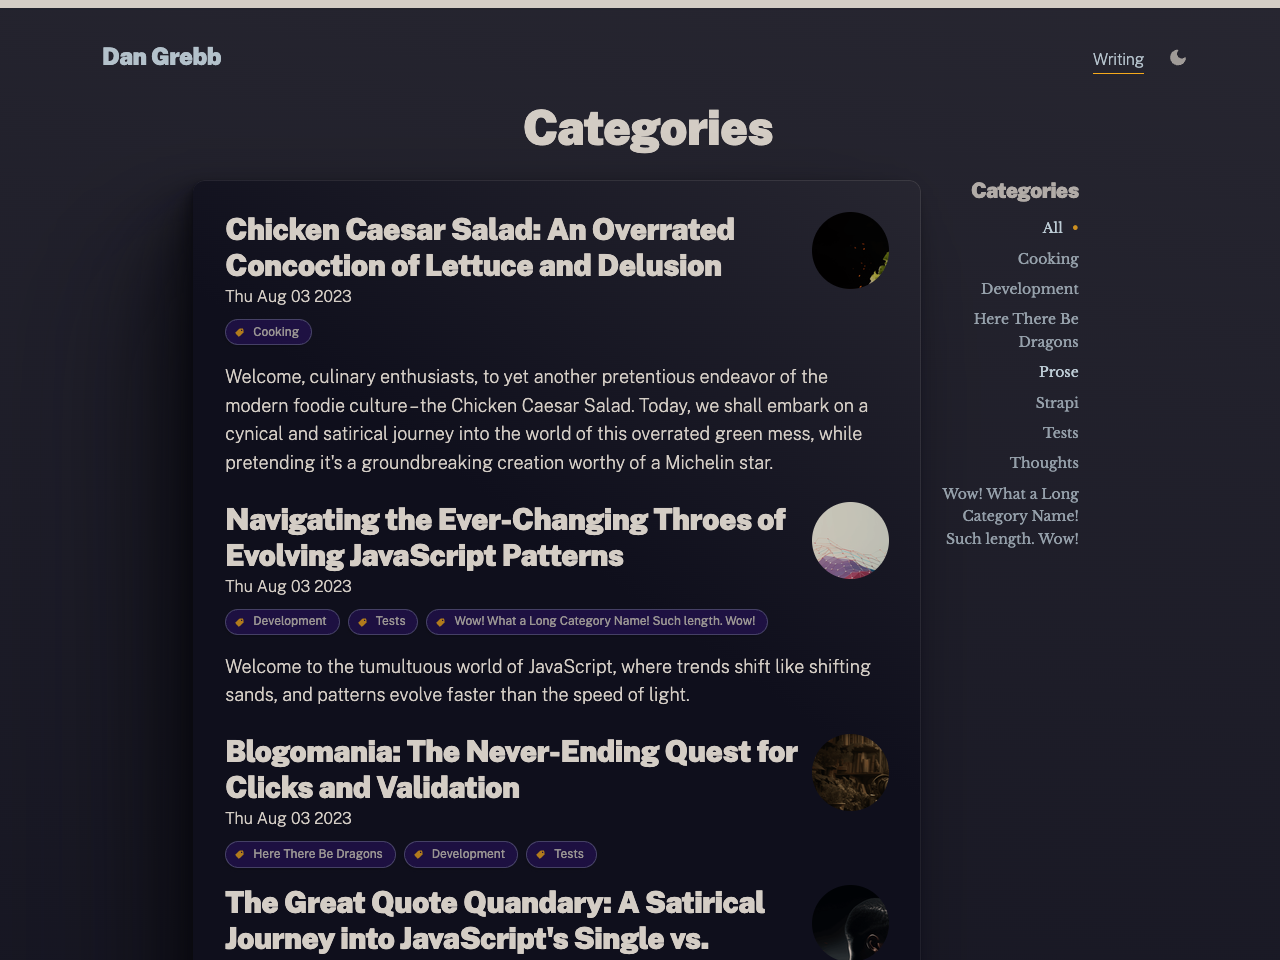 Dan Grebb
Writing
Categories
Chicken Caesar Salad: An Overrated
Concoction of Lettuce and Delusion
Thu Aug 03 2023
Cooking
Welcome, culinary enthusiasts, to yet another pretentious endeavor of the
modern foodie culture–the Chicken Caesar Salad. Today, we shall embark on a
cynical and satirical journey into the world of this overrated green mess, while
pretending it's a groundbreaking creation worthy of a Michelin star.
Navigating the Ever-Changing Throes of
Evolving JavaScript Patterns
Thu Aug 03 2023
Development Tests Wow! What a Long Category Name! Such length. Wow!
Welcome to the tumultuous world of JavaScript, where trends shift like shifting
sands, and patterns evolve faster than the speed of light.
Blogomania: The Never-Ending Quest for
Clicks and Validation
Thu Aug 03 2023
Here There Be Dragons Development Tests
The Great Quote Quandary: A Satirical
Journey into JavaScript's Single vs.
Categories
All
Cooking
Development
Here There Be
Dragons
Prose
Strapi
Tests
Thoughts
Wow! What a Long
Category Name!
Such length. Wow!